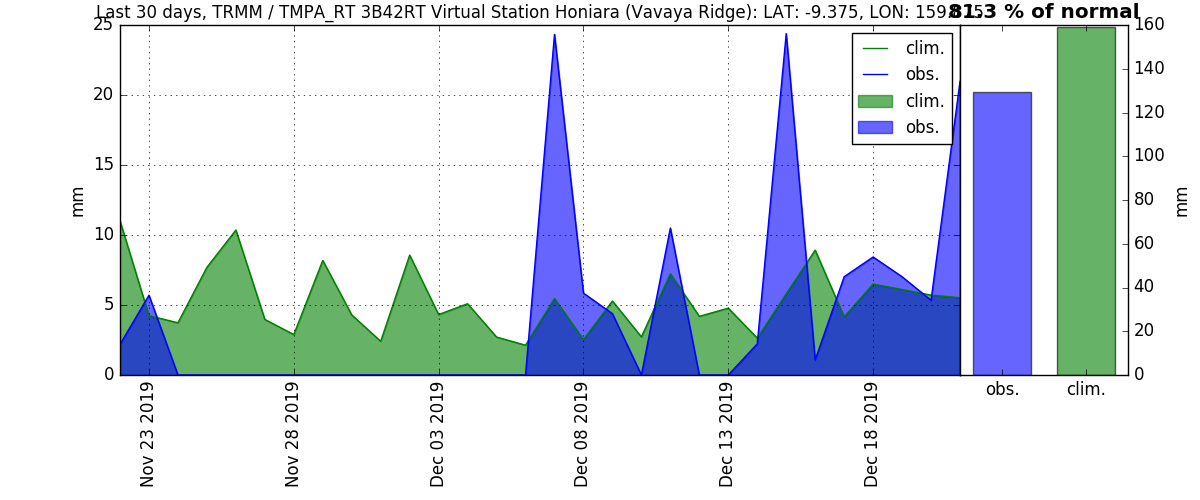 Last 30 days, TRMM / TMPA_RT 3B42RT Virtual Station Honiara (Vavaya Ridge): LAT: -9.375, LON:
81.3 % of normal
25
20
15
10
5
0
mm
clim.
obs.
clim.
obs.
160
140
120
100
80
60
40
20
0
mm
Nov 23 2019
Nov 28 2019
Dec 03 2019
Dec 08 2019
Dec 13 2019
Dec 18 2019
obs.
clim.